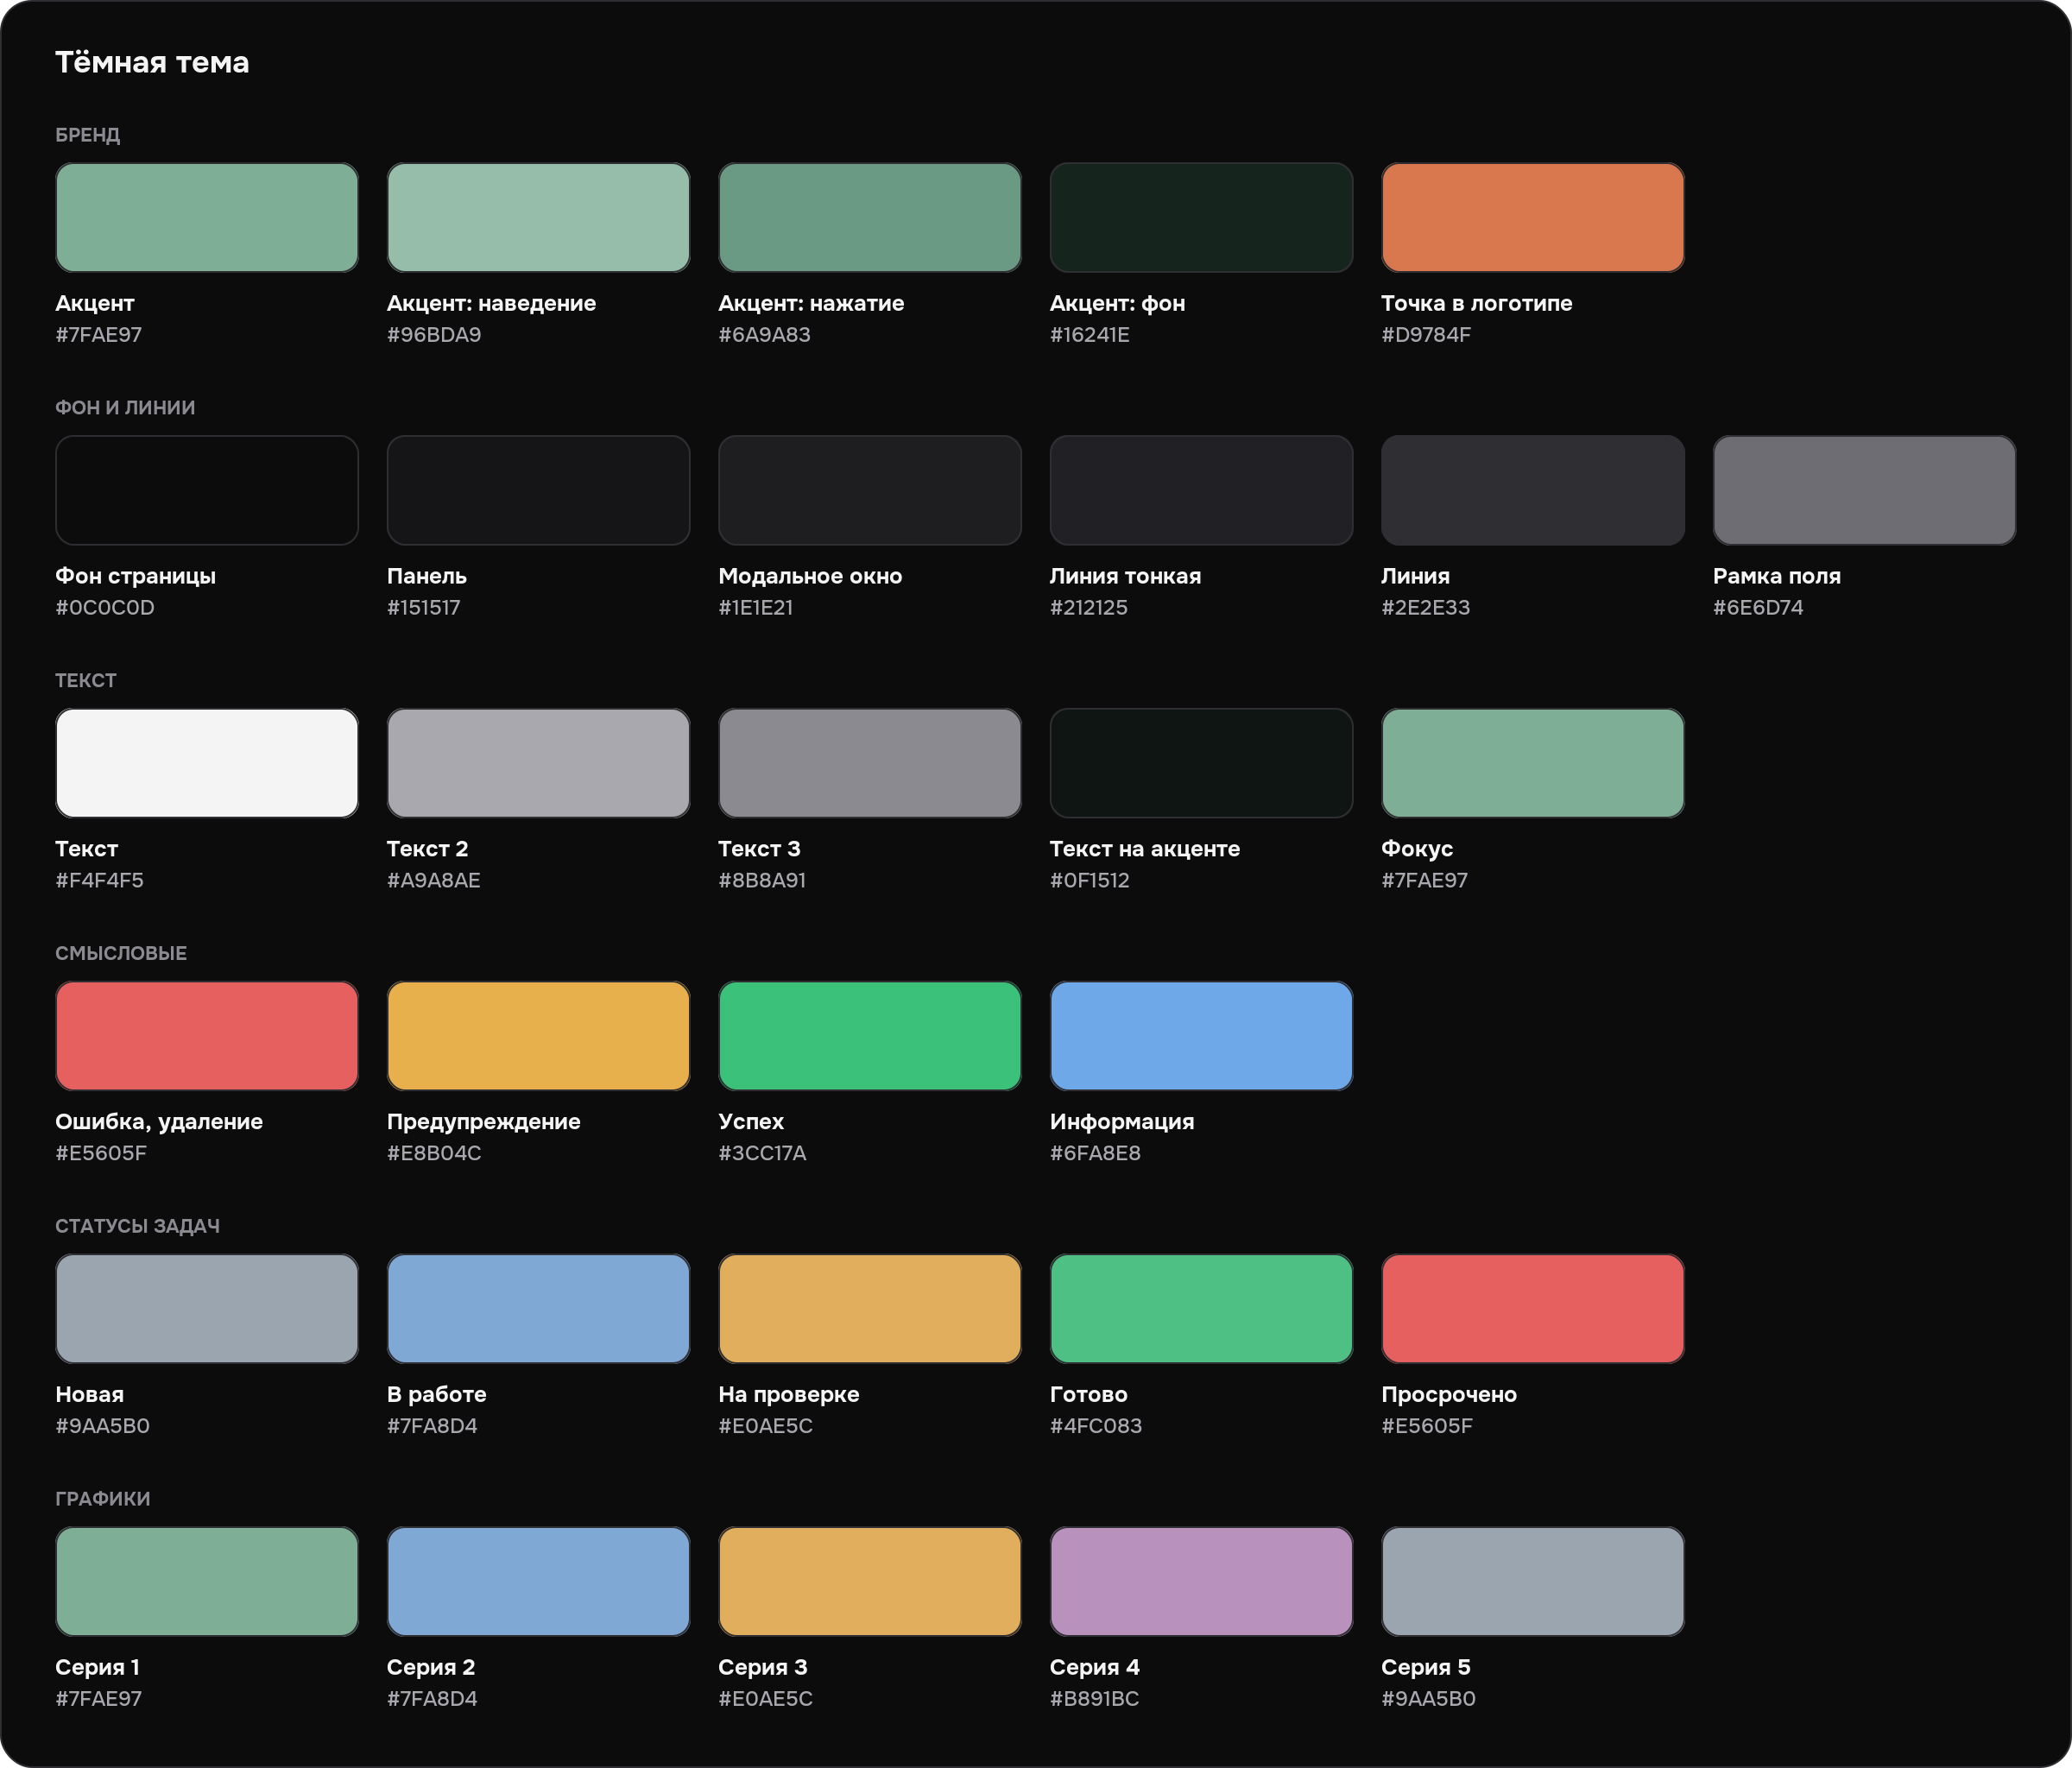 Тёмная тема
БРЕНД
Акцент
#7FAE97
Акцент: наведение
#96BDA9
Акцент: нажатие
#6A9A83
Акцент: фон
#16241E
Точка в логотипе
#D9784F
ФОН И ЛИНИИ
Фон страницы
#0C0C0D
Панель
#151517
Модальное окно
#1E1E21
Линия тонкая
#212125
Линия
#2E2E33
Рамка поля
#6E6D74
ТЕКСТ
Текст
#F4F4F5
Текст 2
#A9A8AE
Текст 3
#8B8A91
Текст на акценте
#0F1512
Фокус
#7FAE97
СМЫСЛОВЫЕ
Ошибка, удаление
#E5605F
Предупреждение
#E8B04C
Успех
#3CC17A
Информация
#6FA8E8
СТАТУСЫ ЗАДАЧ
Новая
#9AA5B0
В работе
#7FA8D4
На проверке
#E0AE5C
Готово
#4FC083
Просрочено
#E5605F
ГРАФИКИ
Серия 1
#7FAE97
Серия 2
#7FA8D4
Серия 3
#E0AE5C
Серия 4
#B891BC
Серия 5
#9AA5B0